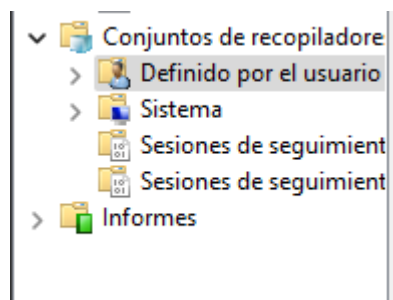 Conjuntos de recopiladore
Definido por el usuario
Sistema
Sesiones de seguimient
Sesiones de seguimient
Informes